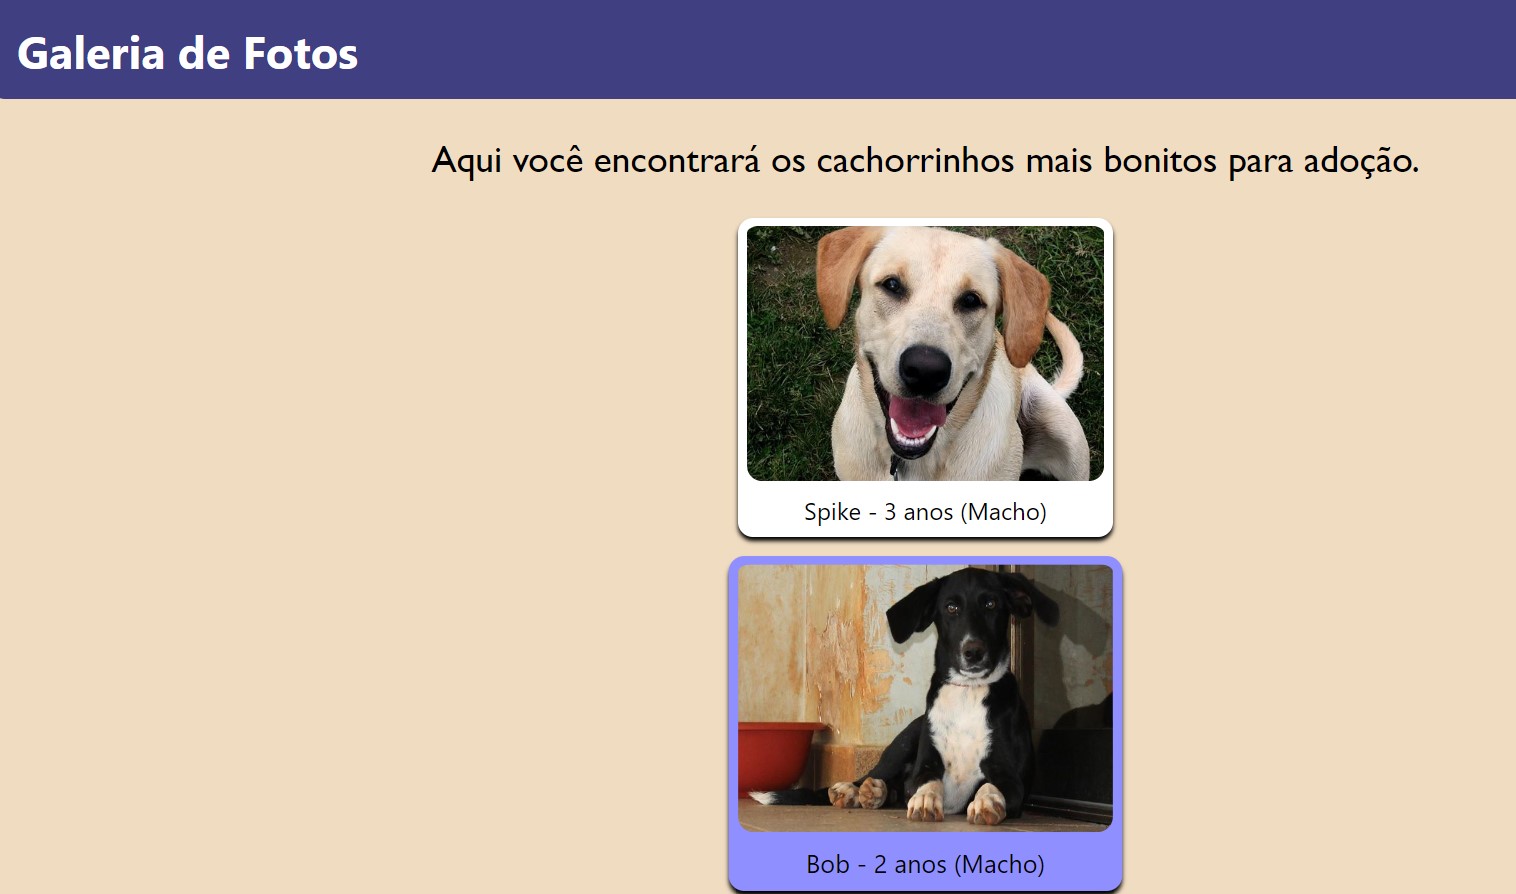 Galeria de Fotos
Aqui você encontrará os cachorrinhos mais bonitos para adoção.
Spike - 3 anos (Macho)
Bob - 2 anos (Macho)